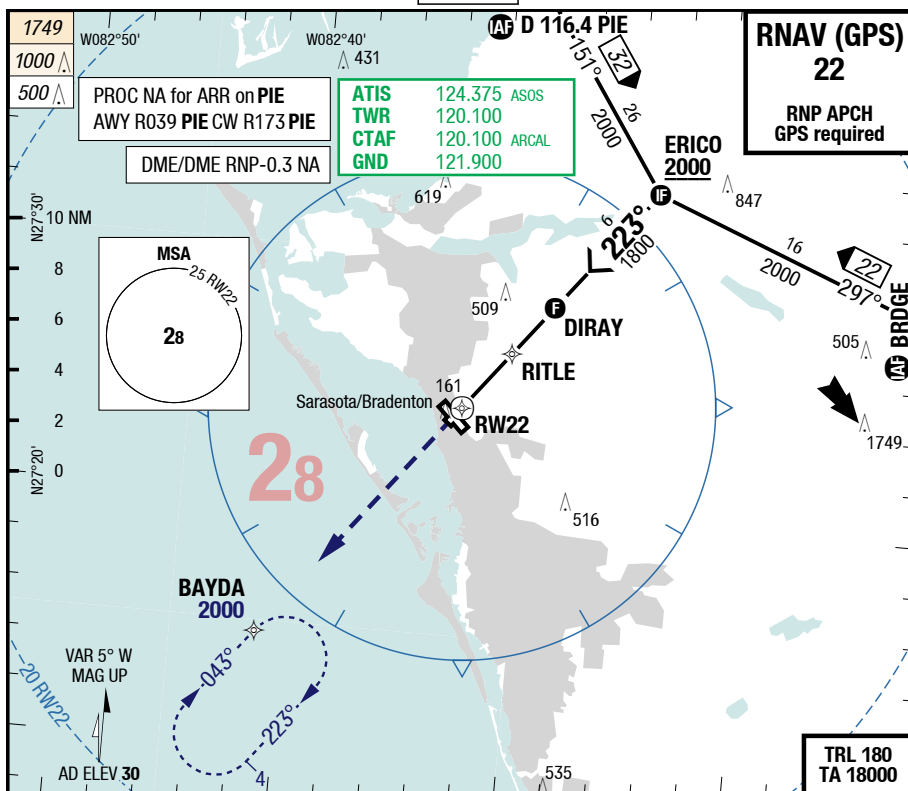 1749
1000
500
W082°50'
W082°40'
431
IAF D 116.4 PIE
RNAV (GPS)
22
RNP APCH
GPS required
PROC NA for ARR on PIE
AWY R039 PIE CW R173 PIE
DME/DME RNP-0.3 NA
ATIS 124.375 ASOS
TWR 120.100
CTAF 120.100 ARCAL
GND 121.900
151°
32
26
2000
ERICO
2000
IF
847
619
N27°30'
10 NM
8
6
4
2
0
N27°20'
MSA
25 RW22
28
6
223°
1800
16
2000
22
297°
IAF BRDGE
509
F
DIRAY
RITLE
505
161
Sarasota/Bradenton
RW22
1749
28
516
BAYDA
2000
043°
223°
4
VAR 5° W
MAG UP
20 RW22
AD ELEV 30
535
TRL 180
TA 18000